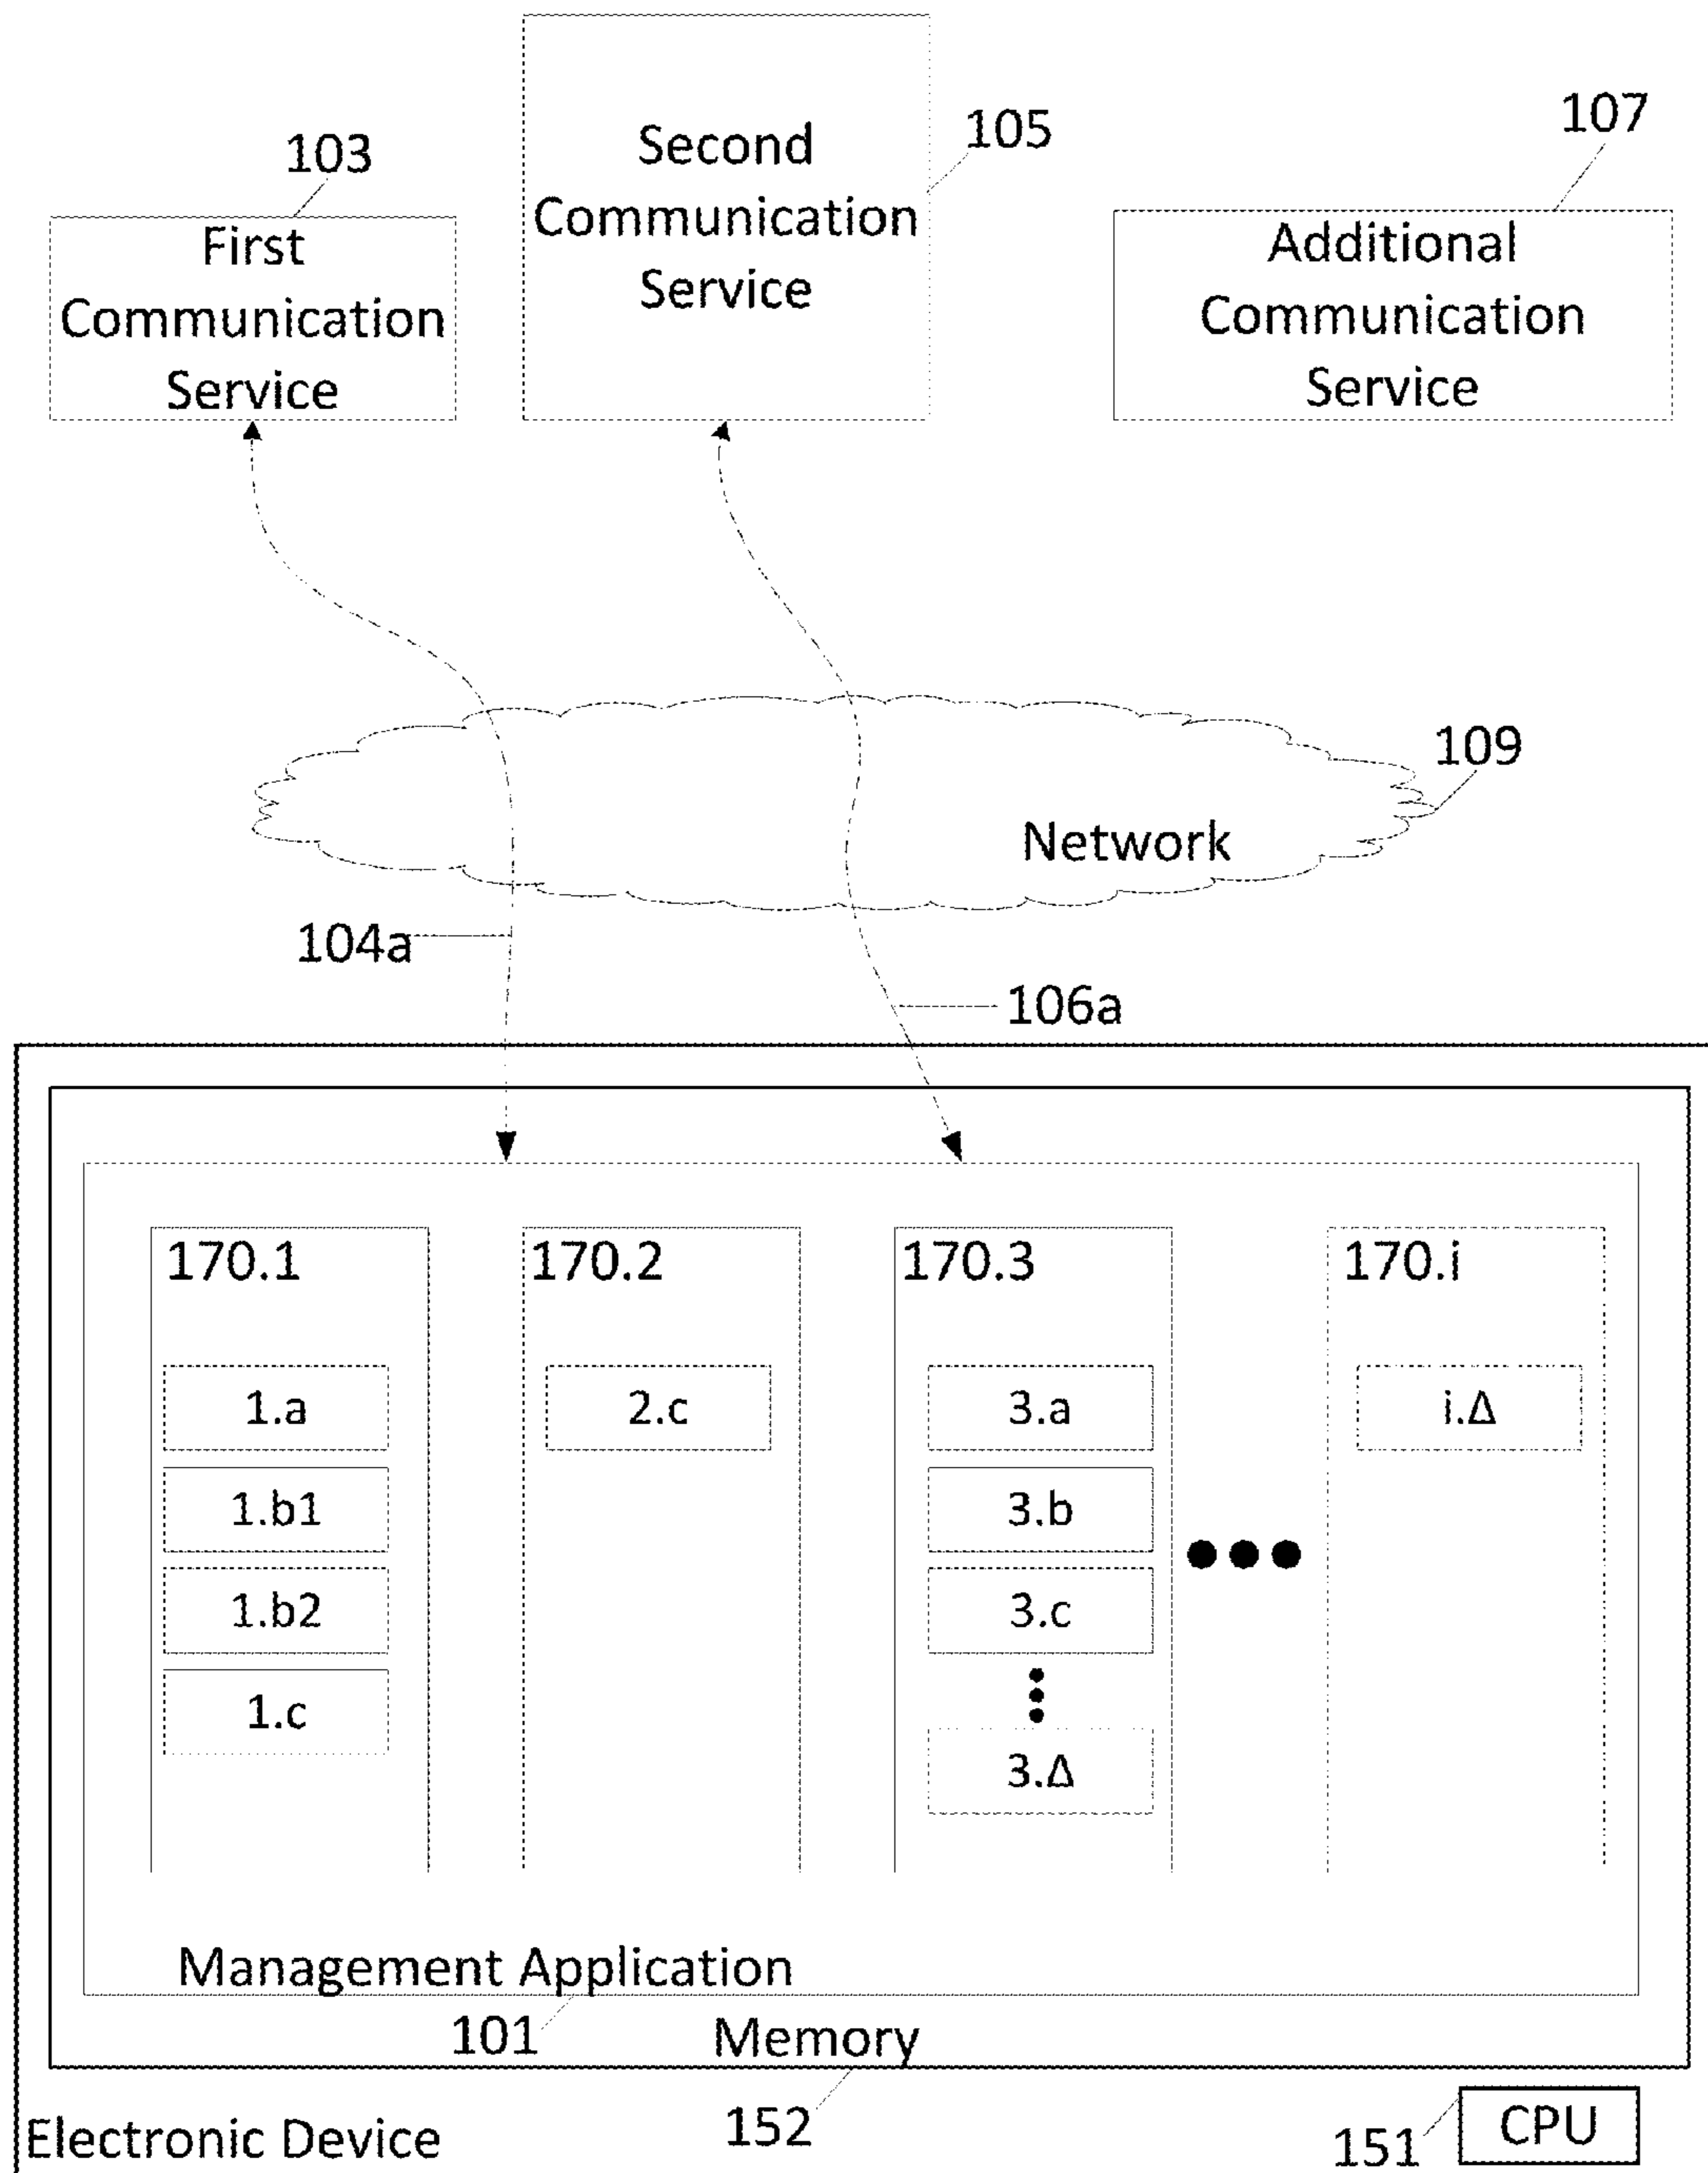 103
First
Communication
Service
Second
Communication
Service
105
107
Additional
Communication
Service
109
Network
104a
106a
170.1
1.a
1.b1
1.b2
1.c
170.2
2.c
170.3
3.a
3.b
3.c
3.Δ
170.i
i.Δ
Management Application
101
Memory
152
Electronic Device
151
CPU